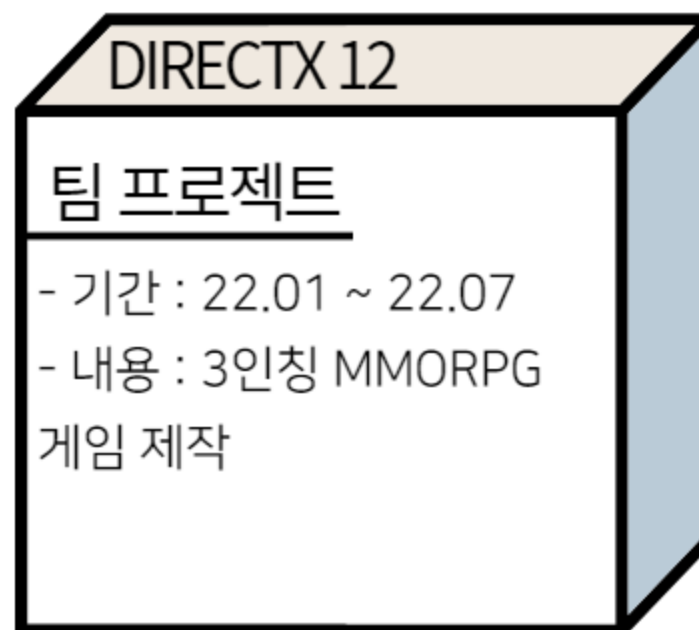 DIRECTX 12
팀 프로젝트
- 기간 : 22.01 ~ 22.07
- 내용 : 3인칭 MMORPG
게임 제작